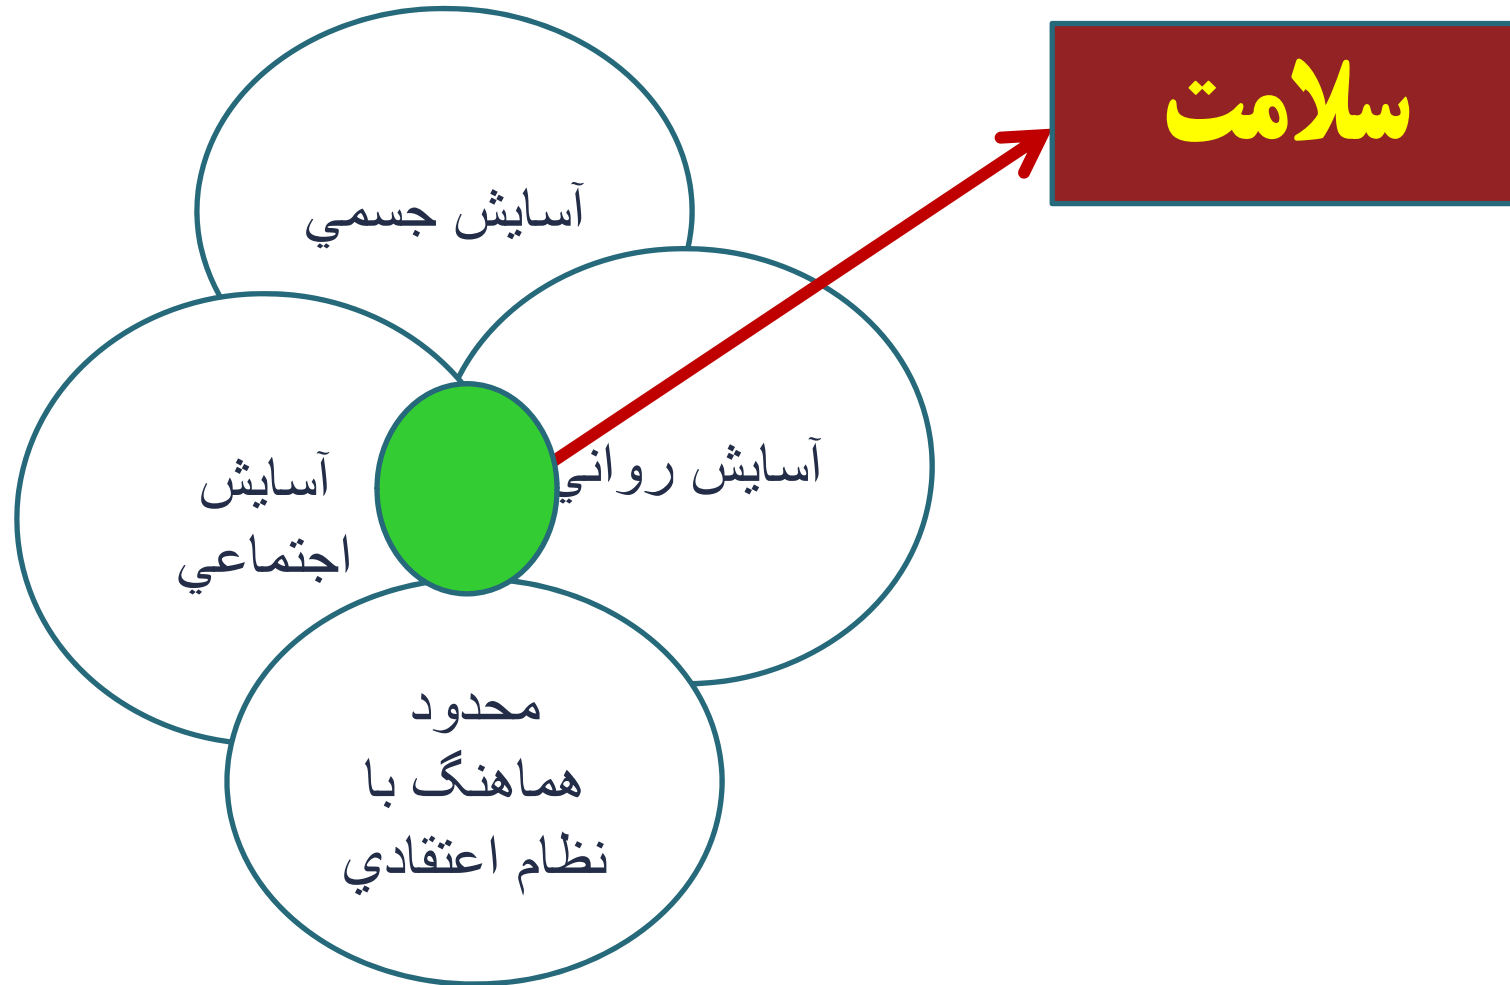 سلامت
آسايش جسمي
آسايش رواني
آسايش
اجتماعي
محدود
هماهنگ با
نظام اعتقادي